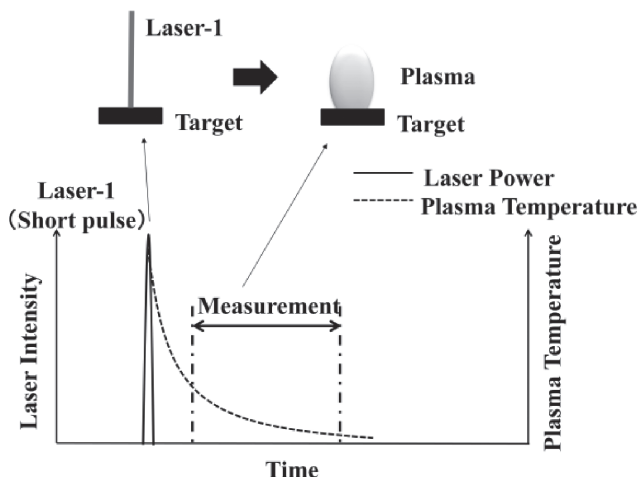 Laser-1
Plasma
Target
Target
Laser Power
Plasma Temperature
Laser-1
（Short pulse）
Measurement
Laser Intensity
Plasma Temperature
Time